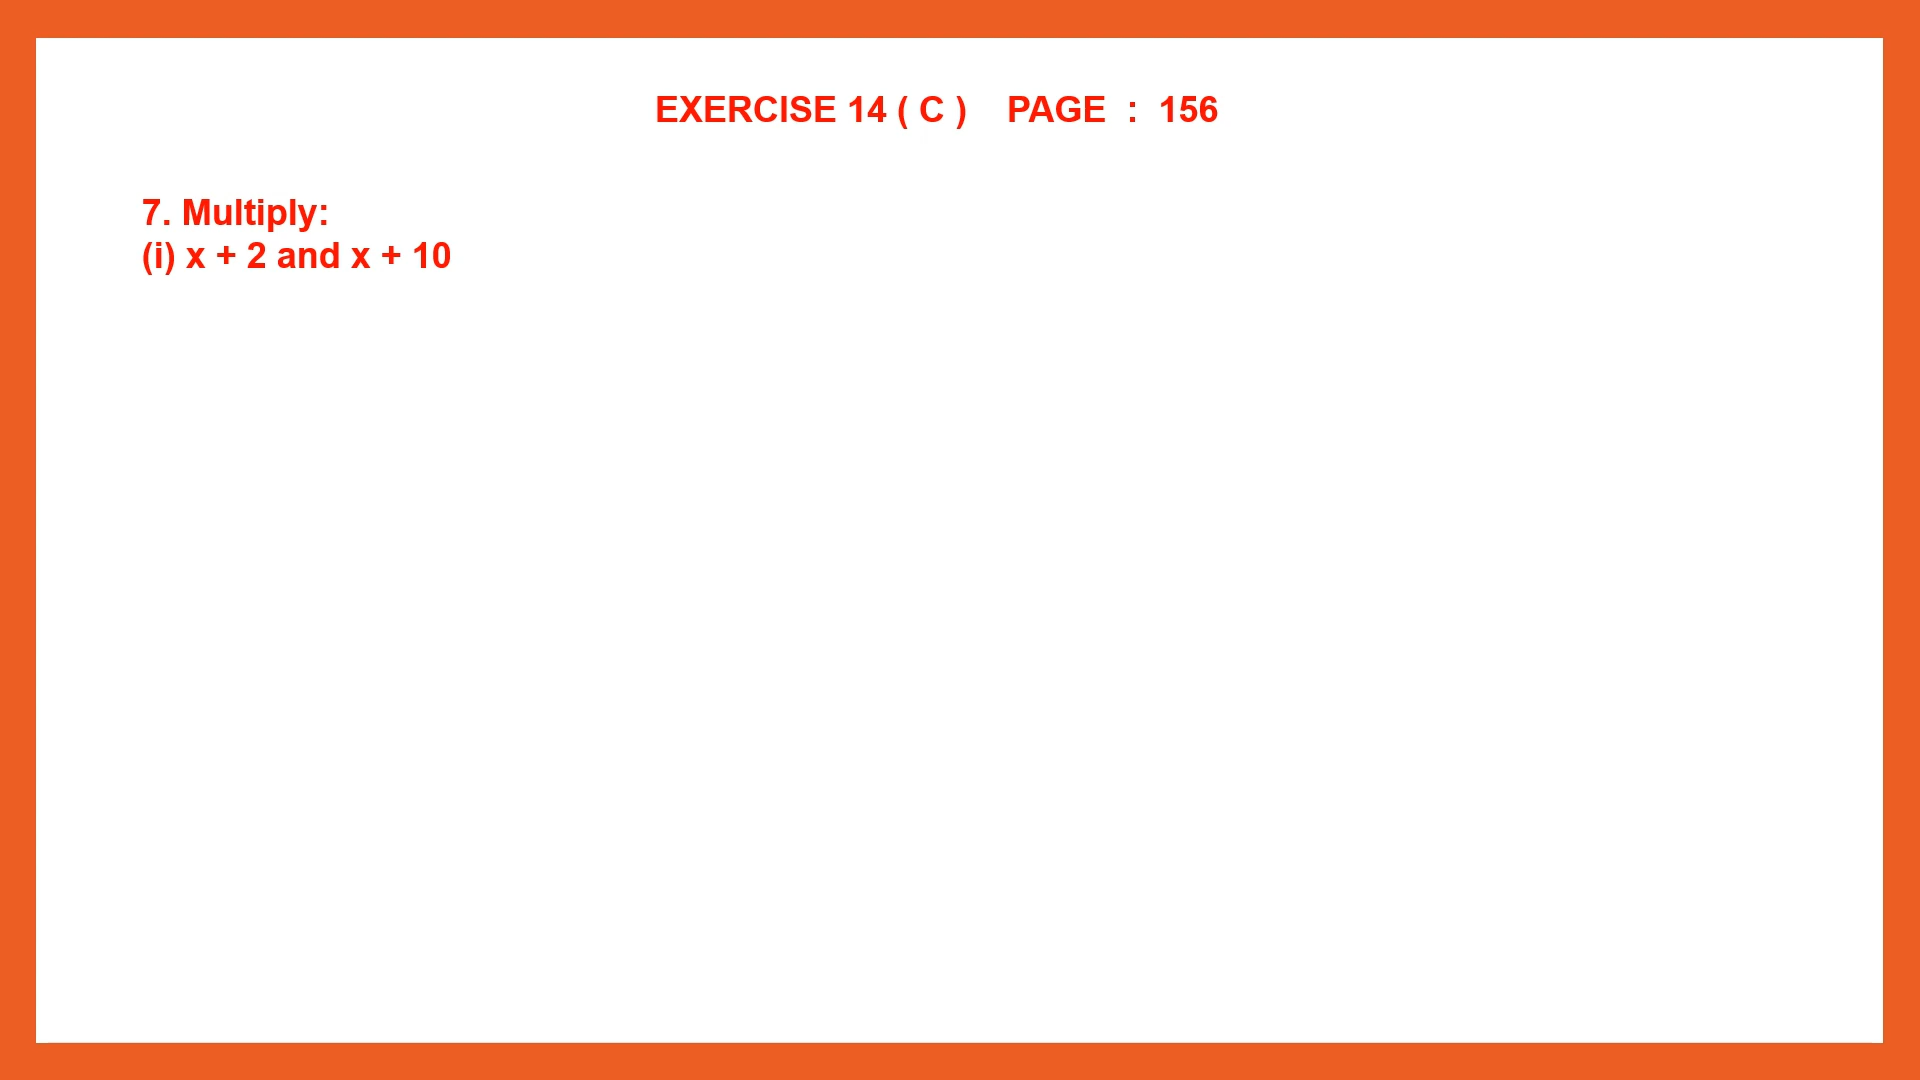 EXERCISE 14 ( C )    PAGE  :  156
7. Multiply:
(i) x + 2 and x + 10